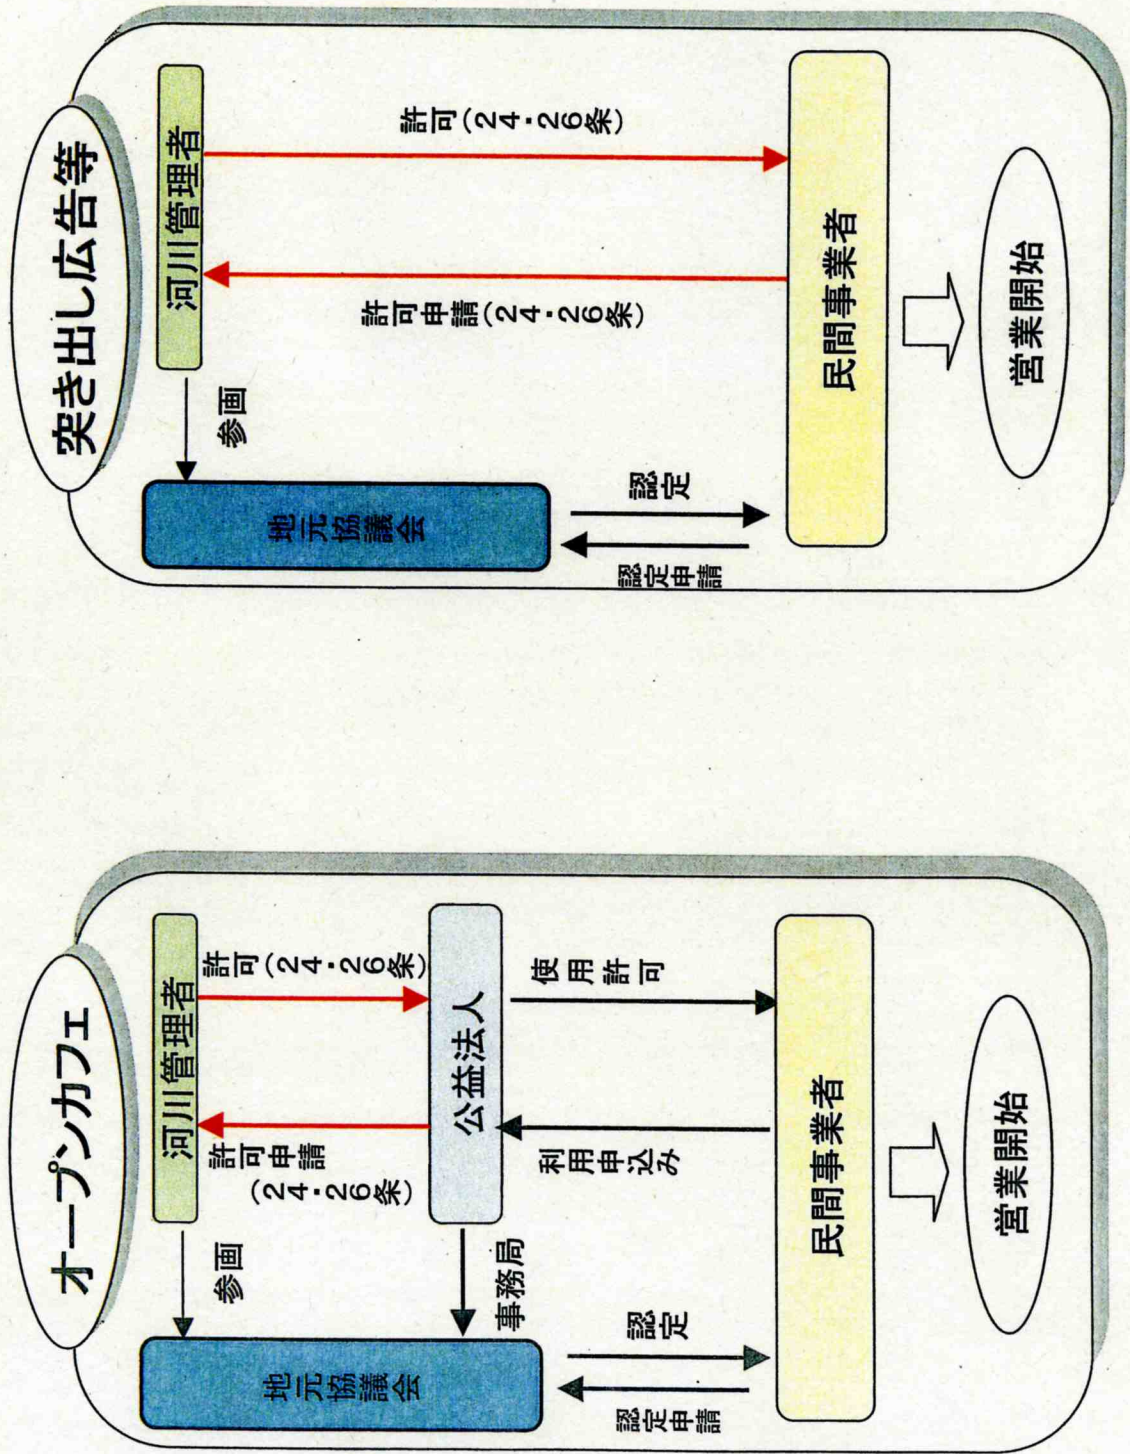 オープンカフェ
河川管理者
参画
許可申請
(24・26条)
許可(24・26条)
地元協議会
事務局
公益法人
認定申請
認定
利用申込み
使用許可
民間事業者
営業開始
突き出し広告等
河川管理者
参画
許可申請(24・26条)
許可(24・26条)
地元協議会
認定申請
認定
民間事業者
営業開始